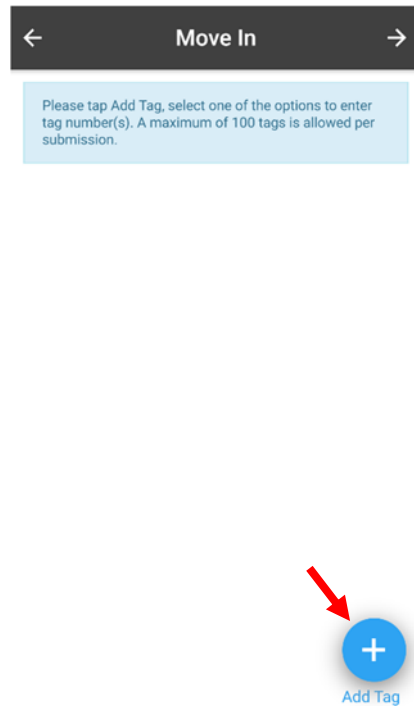 Move In
Please tap Add Tag, select one of the options to enter
tag number(s). A maximum of 100 tags is allowed per
submission.
Add Tag